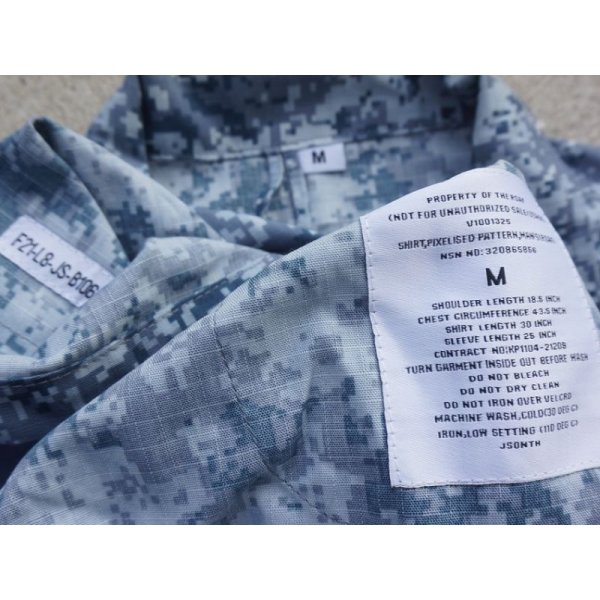 M
F21-L8-JS-B106
PROPERTY OF THE RSAF
(NOT FOR UNAUTHORIZED SALE/
V1001325
SHIRT,PIXELISED PATTERN,MAN'S
NSN NO:320865856
M
SHOULDER LENGTH 18.5 INCH
CHEST CIRCUMFERENCE 43.5 INCH
SHIRT LENGTH 30 INCH
SLEEVE LENGTH 25 INCH
CONTRACT NO:KP1104-21209
TURN GARMENT INSIDE OUT BEFORE WASH
DO NOT BLEACH
DO NOT DRY CLEAN
DO NOT IRON OVER VELCRO
MACHINE WASH,COLD(30 DEG C)
IRON,LOW SETTING (110 DEG C)
JSONTH